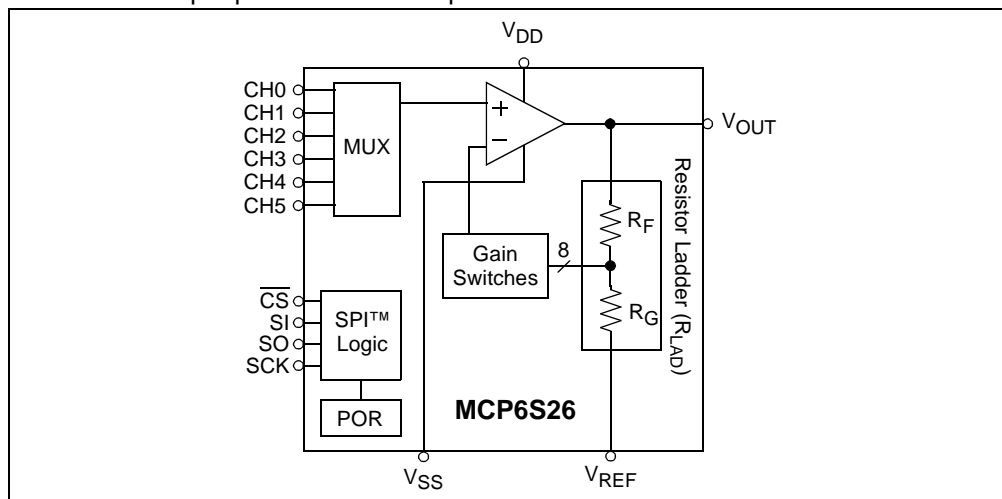 V_DD
CH0
CH1
CH2
CH3
CH4
CH5
MUX
+
−
V_OUT
Resistor Ladder (R_LAD)
R_F
8
Gain
Switches
R_G
CS
SI
SO
SCK
SPI™
Logic
POR
MCP6S26
V_SS
V_REF